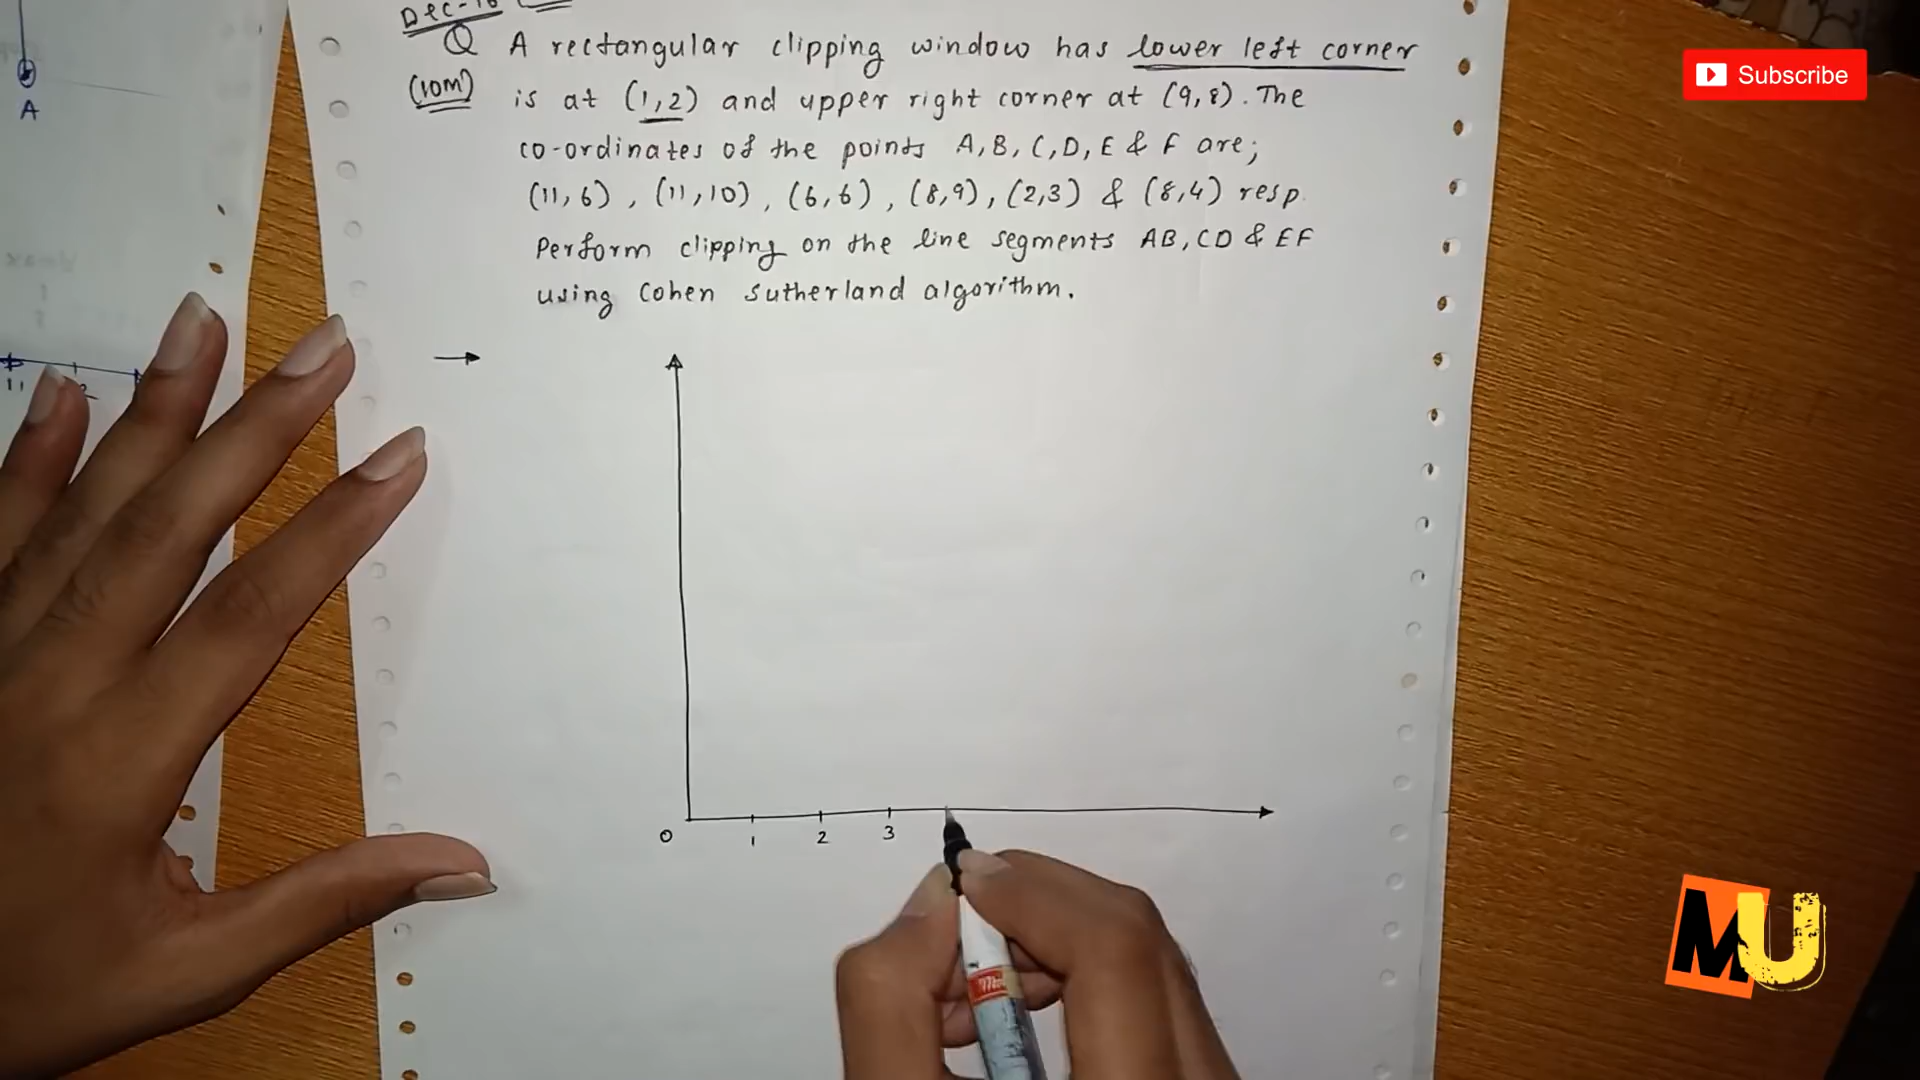 Dec-18
Q A rectangular clipping window has lower left corner
(10M) is at (1,2) and upper right corner at (9,8). The
co-ordinates of the points A, B, C, D, E & F are;
(11,6), (11,10), (6,6), (8,9), (2,3) & (8,4) resp.
Perform clipping on the line segments AB, CD & EF
using Cohen Sutherland algorithm.
0 1 2 3
A
11
2
Subscribe
MU